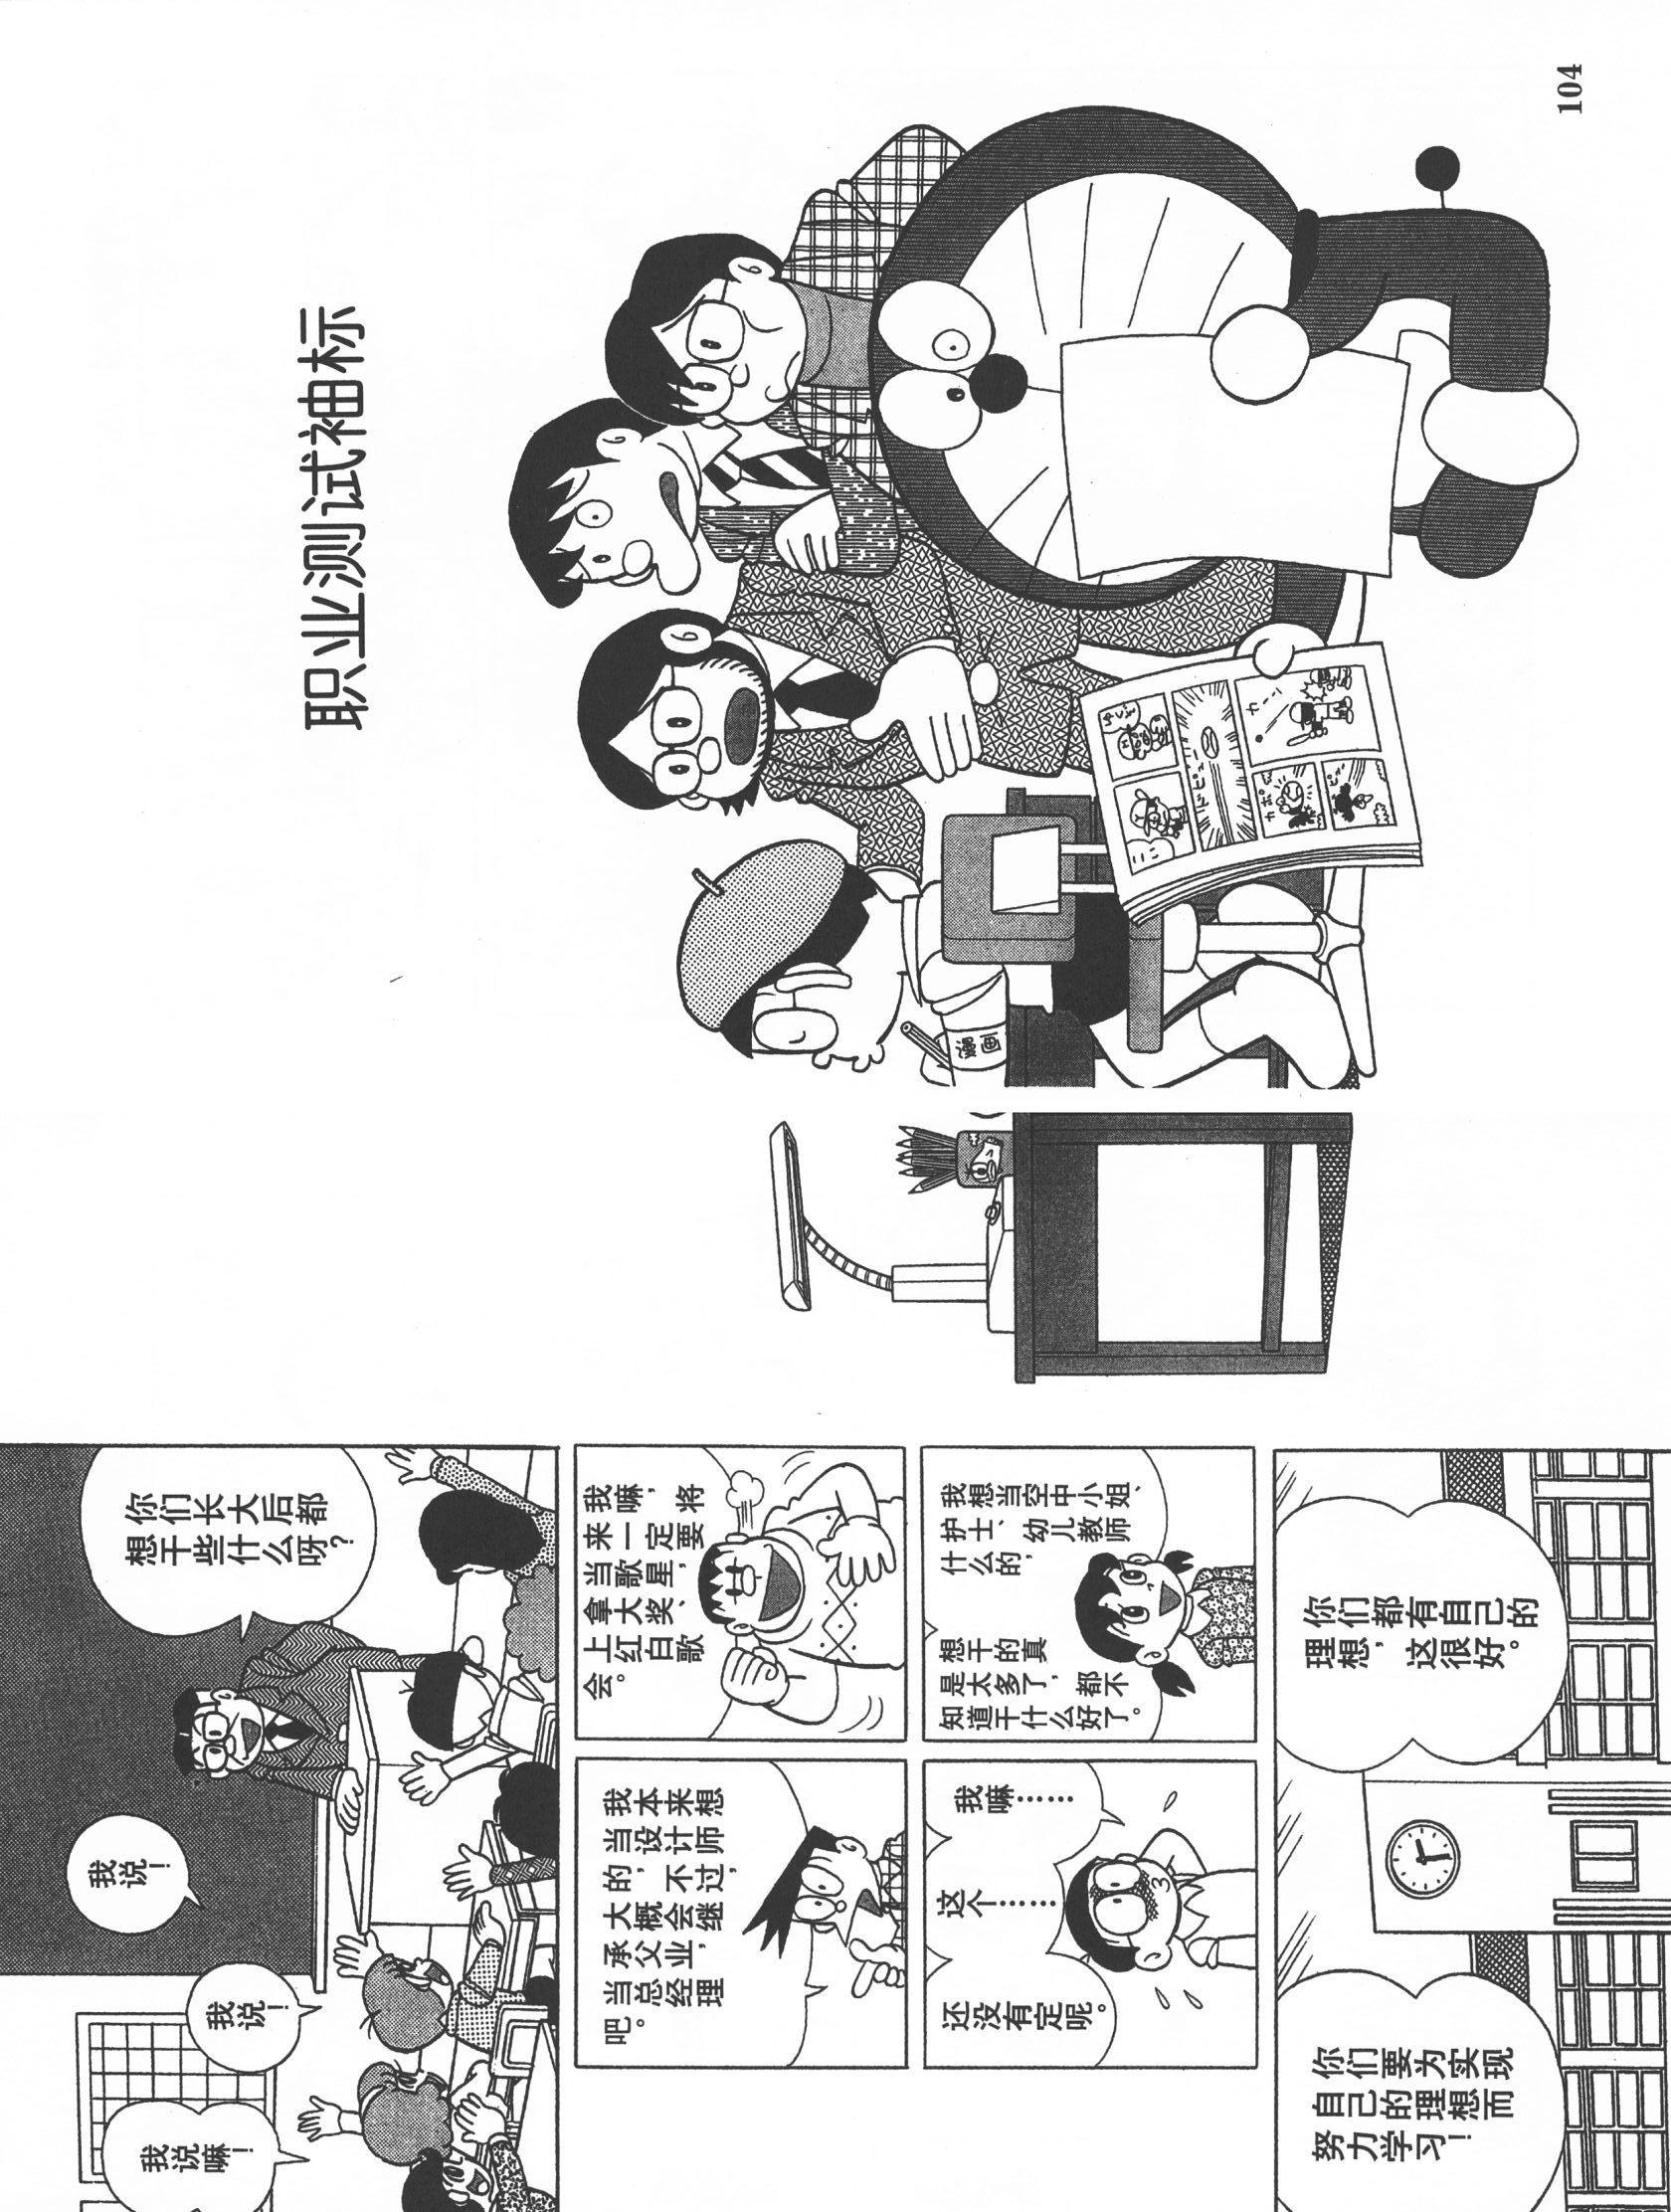 104
职业测试袖标
漫画
你们长大后都
想干些什么呀?
我说!
我说!
我说嘛!
我嘛，将
来一定要
当歌星，
拿大奖、
上红白歌
会。
我本来想
当设计师
的，不过，
大概会继
承父业，
当总经理
吧。
我想当空中小姐、
护士、幼儿教师
什么的，
想干的真
是太多了，都不
知道干什么好了。
我嘛……
这个……
还没有定呢。
你们都有自己的
理想，这很好。
你们要为实现
自己的理想而
努力学习!